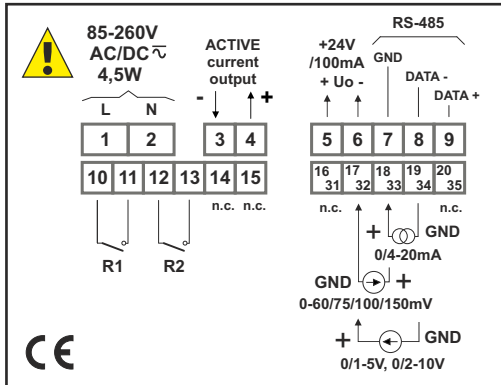 85-260V
AC/DC
4,5W
L N
ACTIVE
current
output
- +
+24V
/100mA
+ Uo -
RS-485
GND
DATA -
DATA +
1 2 3 4 5 6 7 8 9
10 11 12 13 14 15
16 31 17 32 18 33 19 34 20 35
n.c. n.c. n.c. n.c.
R1 R2
+ GND
0/4-20mA
GND +
0-60/75/100/150mV
+ GND
0/1-5V, 0/2-10V
CE